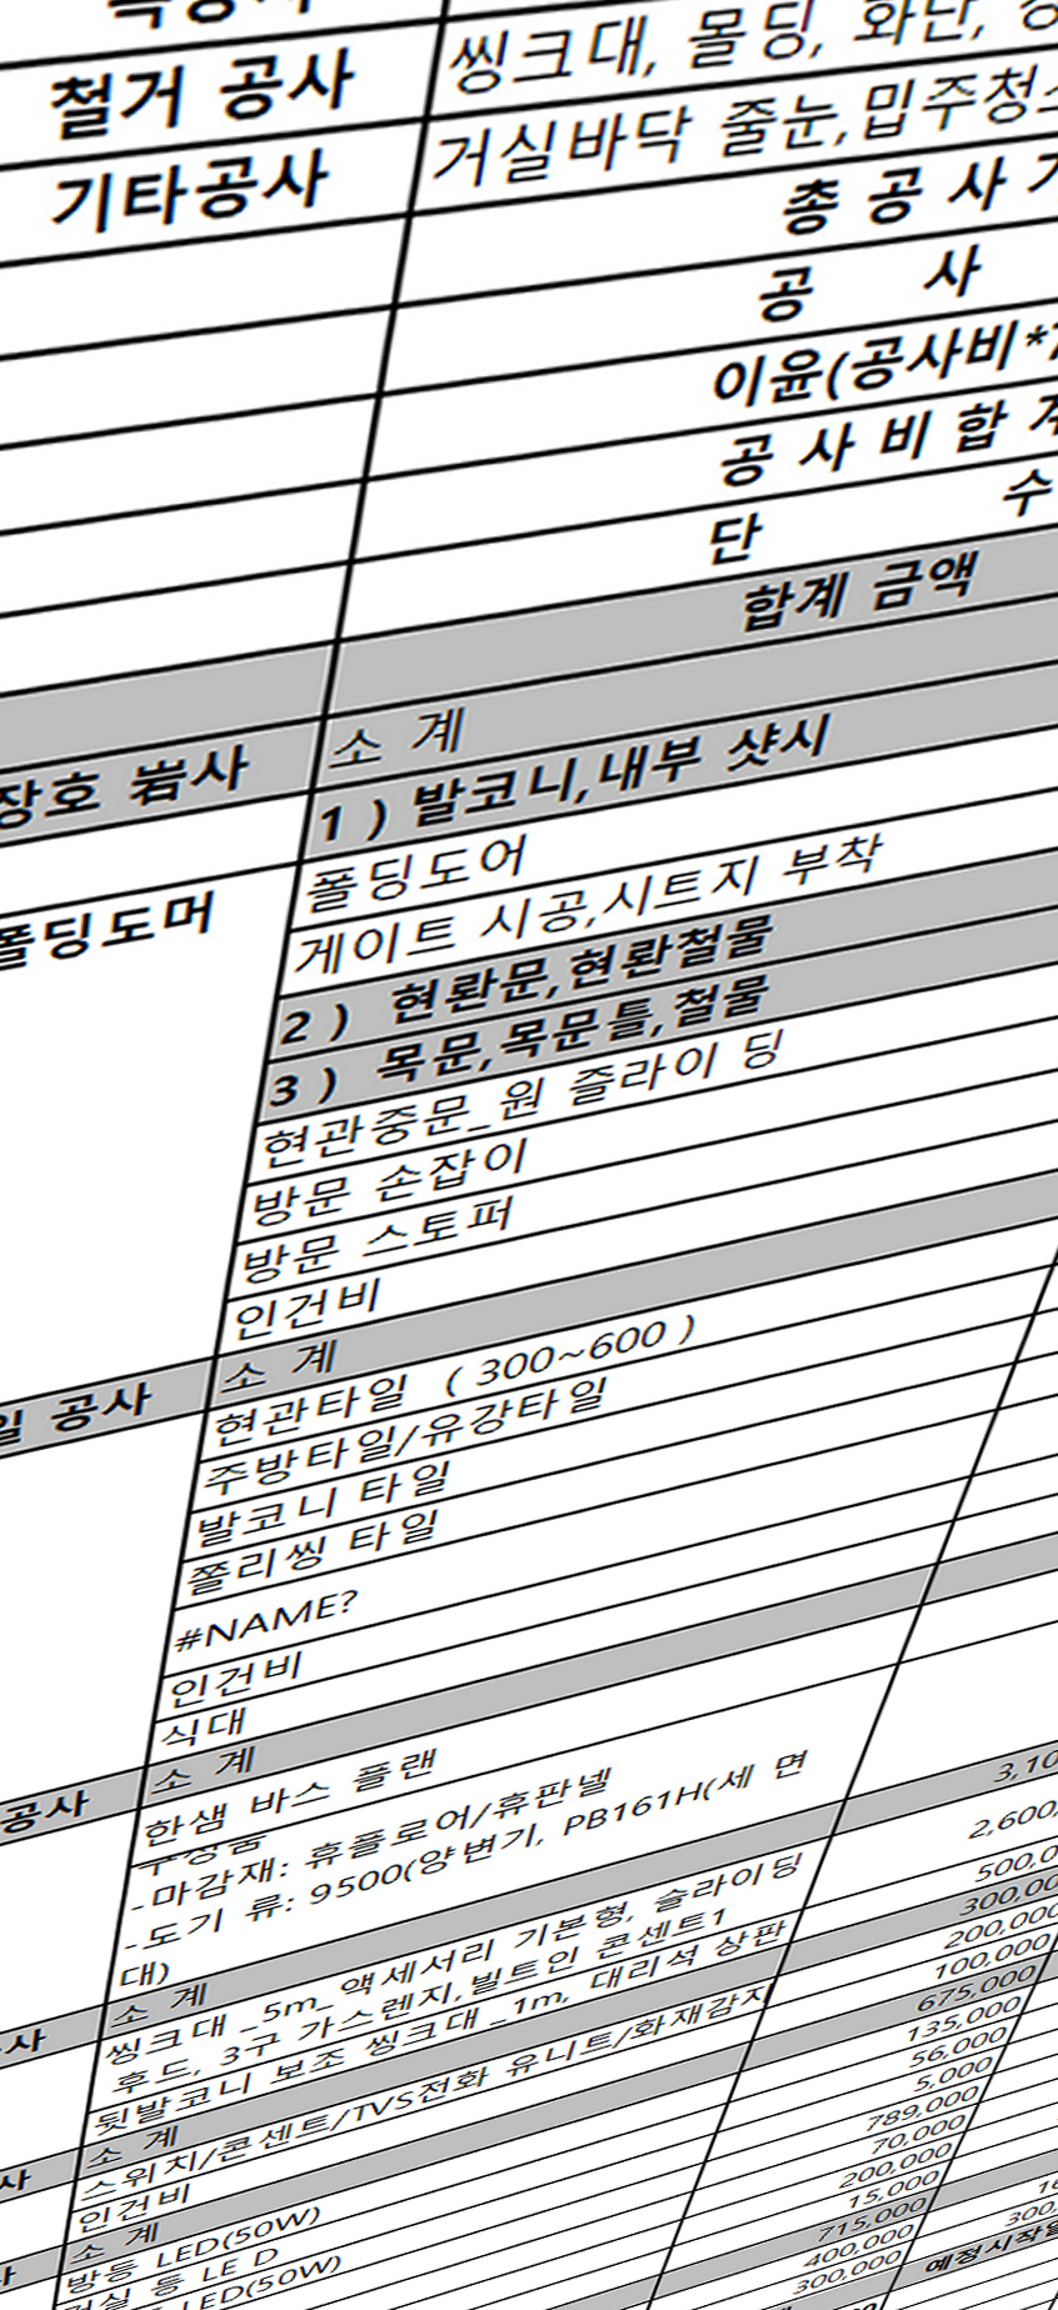 철거 공사 씽크대, 몰딩, 화단,
기타공사 거실바닥 줄눈,밉주청소
총 공 사
공 사
이윤(공사비*
공 사 비 합 계
단 수
합계 금액
소 계
장호 岩사 1 ) 발코니,내부 샷시
폴딩도어
폴딩도머 게이트 시공,시트지 부착
2 ) 현롼문,현롼철물
3 ) 목문,목문틀,철물
현관중문_원 즐라이 딩
방문 손잡이
방문 스토퍼
인건비
일 공사 소 계
현관타일 ( 300~600 )
주방타일/유강타일
발코니 타일
쫄리씽 타일
#NAME?
인건비
식대
공사 소 계
한샘 바스 플랜
-마감재: 휴플로어/휴판넬
-도기 류: 9500(양변기, PB161H(세 면
대)
사 소 계 3,10
씽크대 _5m_ 액세서리 기본형, 슬라이딩 2,600,
후드, 3구 가스렌지,빌트인 콘센트1
뒷발코니 보조 씽크대 _1m, 대리석 상판 500,0
사 소 계 300,00
스위치/콘센트/TVS전화 유니트/화재감지 200,000
인건비 100,000
소 계 675,000
방등 LED(50W) 135,000
거실 등 LE D 56,000
LED(50W) 5,000
789,000
70,000
200,000
15,000
715,000
400,000
300,000
300,
예정시작일